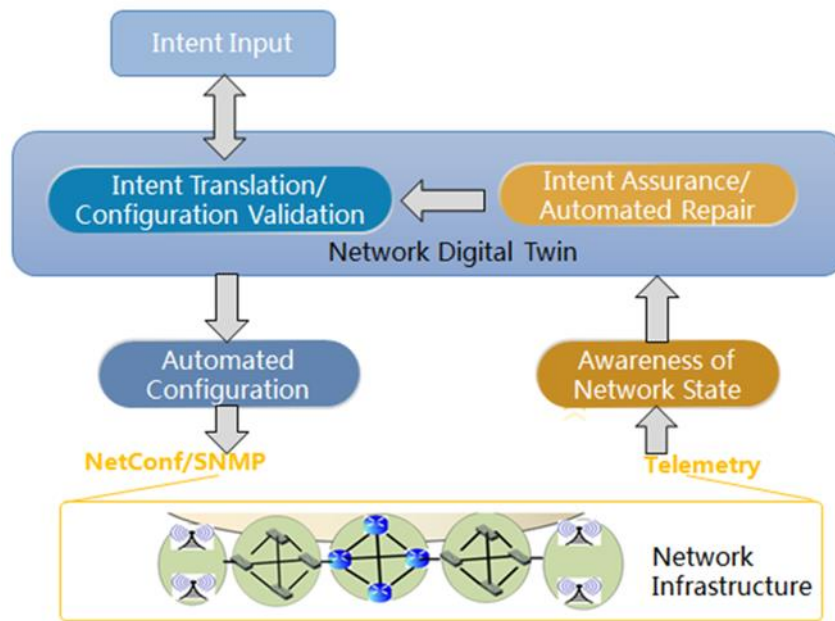 Intent Input
Intent Translation/
Configuration Validation
Intent Assurance/
Automated Repair
Network Digital Twin
Automated
Configuration
Awareness of
Network State
NetConf/SNMP
Telemetry
Network
Infrastructure